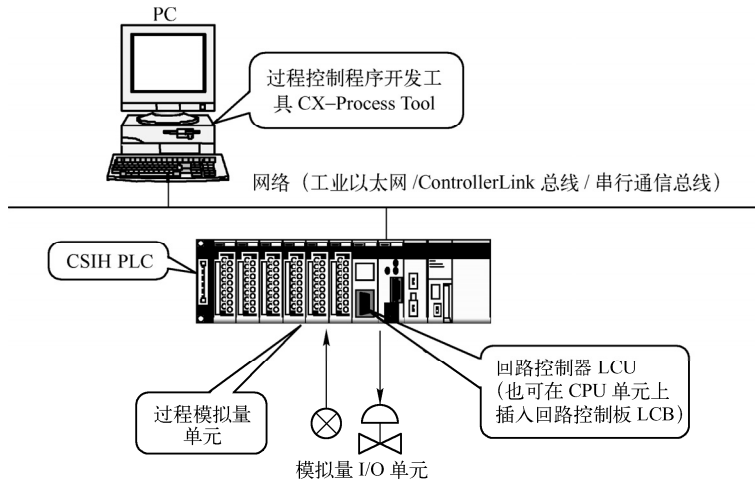 PC
过程控制程序开发工
具 CX-Process Tool
网络（工业以太网 /ControllerLink 总线 / 串行通信总线）
CSIH PLC
过程模拟量
单元
回路控制器 LCU
（也可在 CPU 单元上
插入回路控制板 LCB）
模拟量 I/O 单元